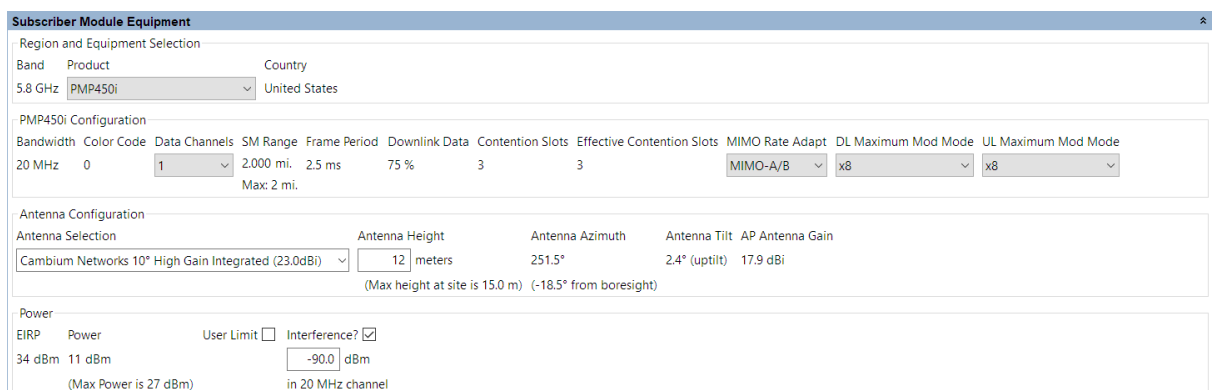 Subscriber Module Equipment
Region and Equipment Selection
Band Product Country
5.8 GHz PMP450i United States
PMP450i Configuration
Bandwidth Color Code Data Channels SM Range Frame Period Downlink Data Contention Slots Effective Contention Slots MIMO Rate Adapt DL Maximum Mod Mode UL Maximum Mod Mode
20 MHz 0 1 2.000 mi. 2.5 ms 75 % 3 3 MIMO-A/B x8 x8
Max: 2 mi.
Antenna Configuration
Antenna Selection Antenna Height Antenna Azimuth Antenna Tilt AP Antenna Gain
Cambium Networks 10° High Gain Integrated (23.0dBi) 12 meters 251.5° 2.4° (uptilt) 17.9 dBi
(Max height at site is 15.0 m) (-18.5° from boresight)
Power
EIRP Power User Limit Interference?
34 dBm 11 dBm -90.0 dBm
(Max Power is 27 dBm) in 20 MHz channel